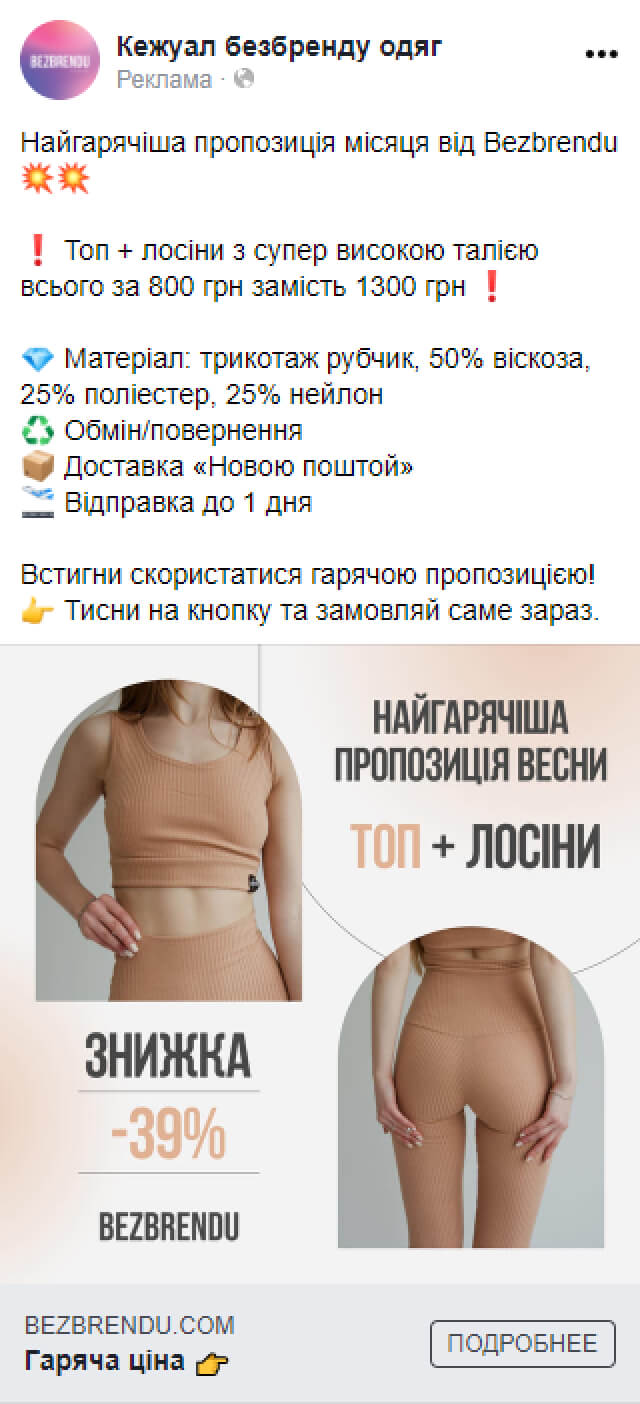 BEZBRENDU
Кежуал безбренду одяг
Реклама ·
Найгарячіша пропозиція місяця від Bezbrendu
💥💥
❗ Топ + лосіни з супер високою талією
всього за 800 грн замість 1300 грн ❗
💎 Матеріал: трикотаж рубчик, 50% віскоза,
25% поліестер, 25% нейлон
♻️ Обмін/повернення
📦 Доставка «Новою поштой»
🛫 Відправка до 1 дня
Встигни скористатися гарячою пропозицією!
👉 Тисни на кнопку та замовляй саме зараз.
НАЙГАРЯЧІША
ПРОПОЗИЦІЯ ВЕСНИ
ТОП + ЛОСІНИ
ЗНИЖКА
-39%
BEZBRENDU
BEZBRENDU.COM
Гаряча ціна 👉
ПОДРОБНЕЕ